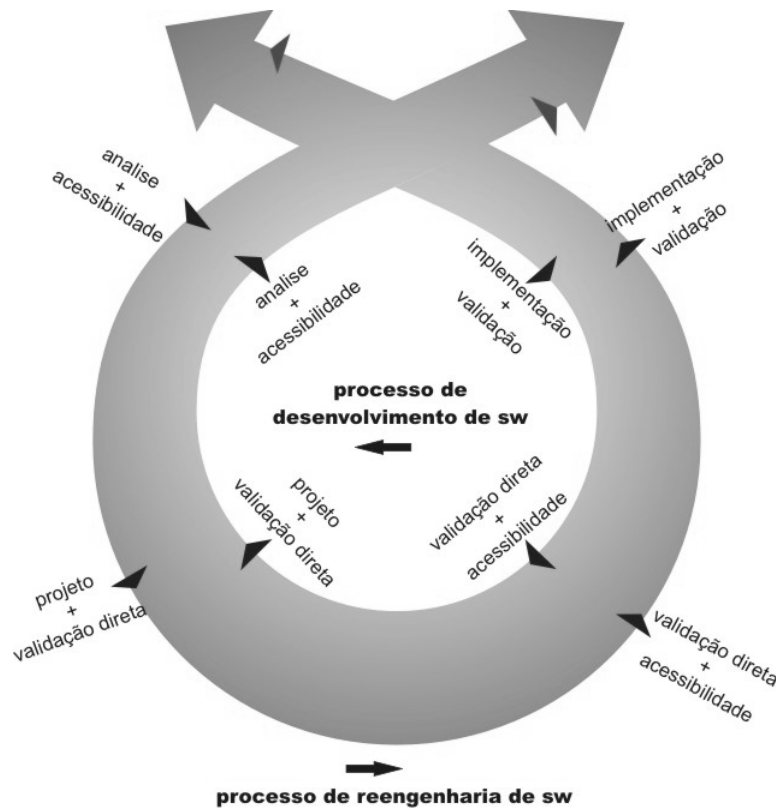 analise
+
acessibilidade
implementação
+
validação
analise
+
acessibilidade
implementação
+
validação
processo de
desenvolvimento de sw
projeto
+
validação direta
validação direta
+
acessibilidade
projeto
+
validação direta
validação direta
+
acessibilidade
processo de reengenharia de sw